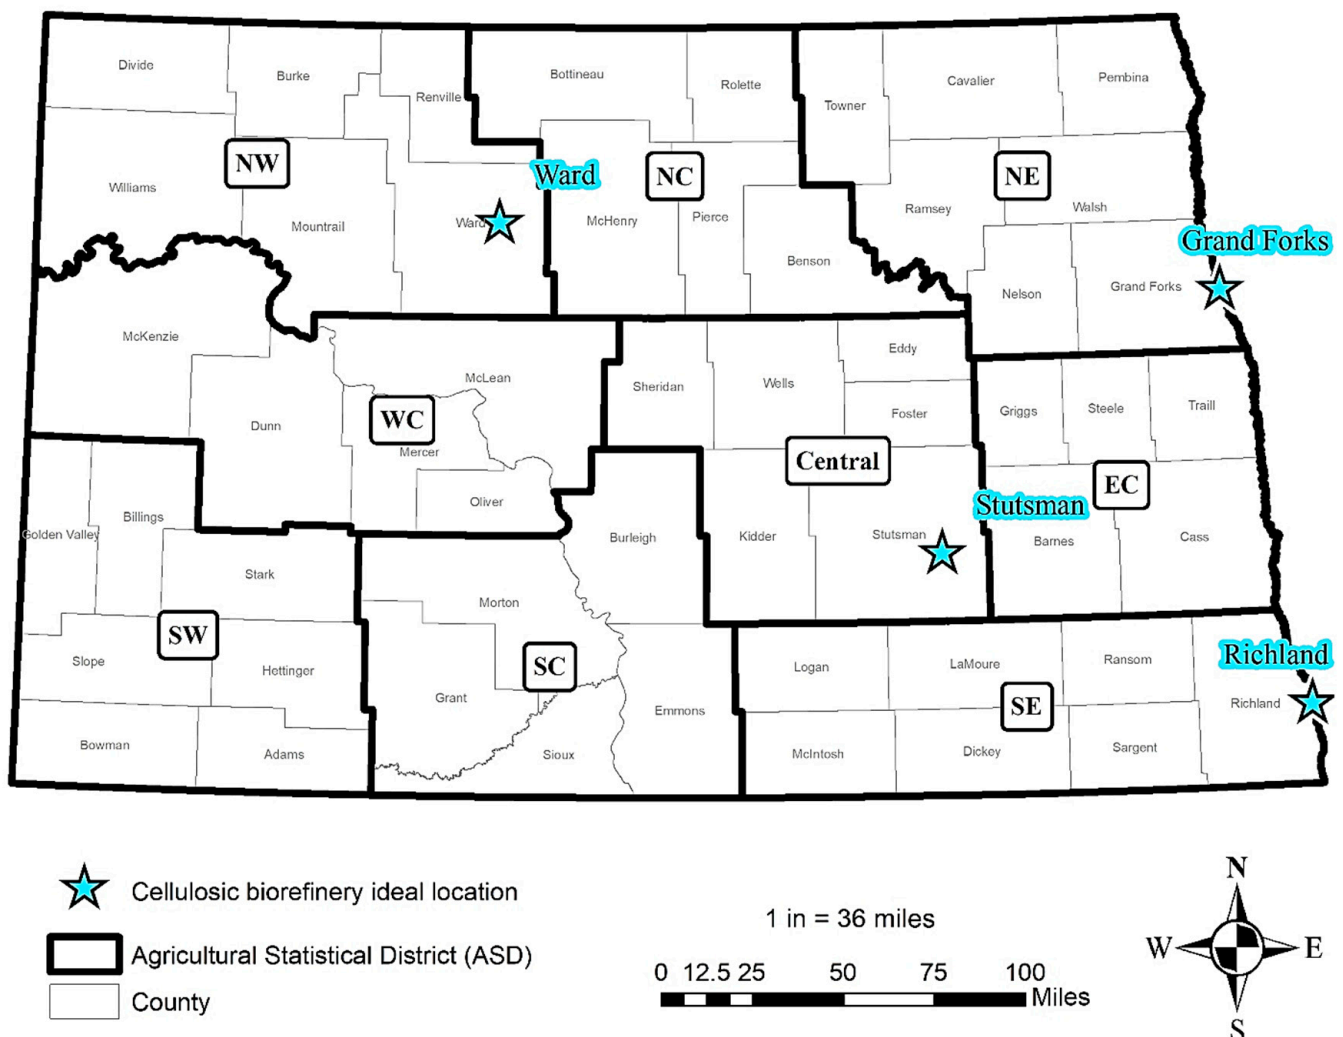 Divide
Burke
Renville
Bottineau
Rolette
Towner
Cavalier
Pembina
NW
Ward
NC
NE
Williams
Mountrail
Ward
McHenry
Pierce
Ramsey
Walsh
Grand Forks
Benson
Nelson
Grand Forks
McKenzie
McLean
Sheridan
Wells
Eddy
Foster
Griggs
Steele
Traill
Dunn
WC
Mercer
Central
EC
Oliver
Stutsman
Golden Valley
Billings
Burleigh
Kidder
Stutsman
Barnes
Cass
Stark
Morton
SW
SC
Richland
Slope
Hettinger
Grant
Emmons
Logan
LaMoure
Ransom
SE
Richland
Bowman
Adams
Sioux
McIntosh
Dickey
Sargent
Cellulosic biorefinery ideal location
Agricultural Statistical District (ASD)
County
1 in = 36 miles
0 12.5 25 50 75 100
Miles
N
W E
S